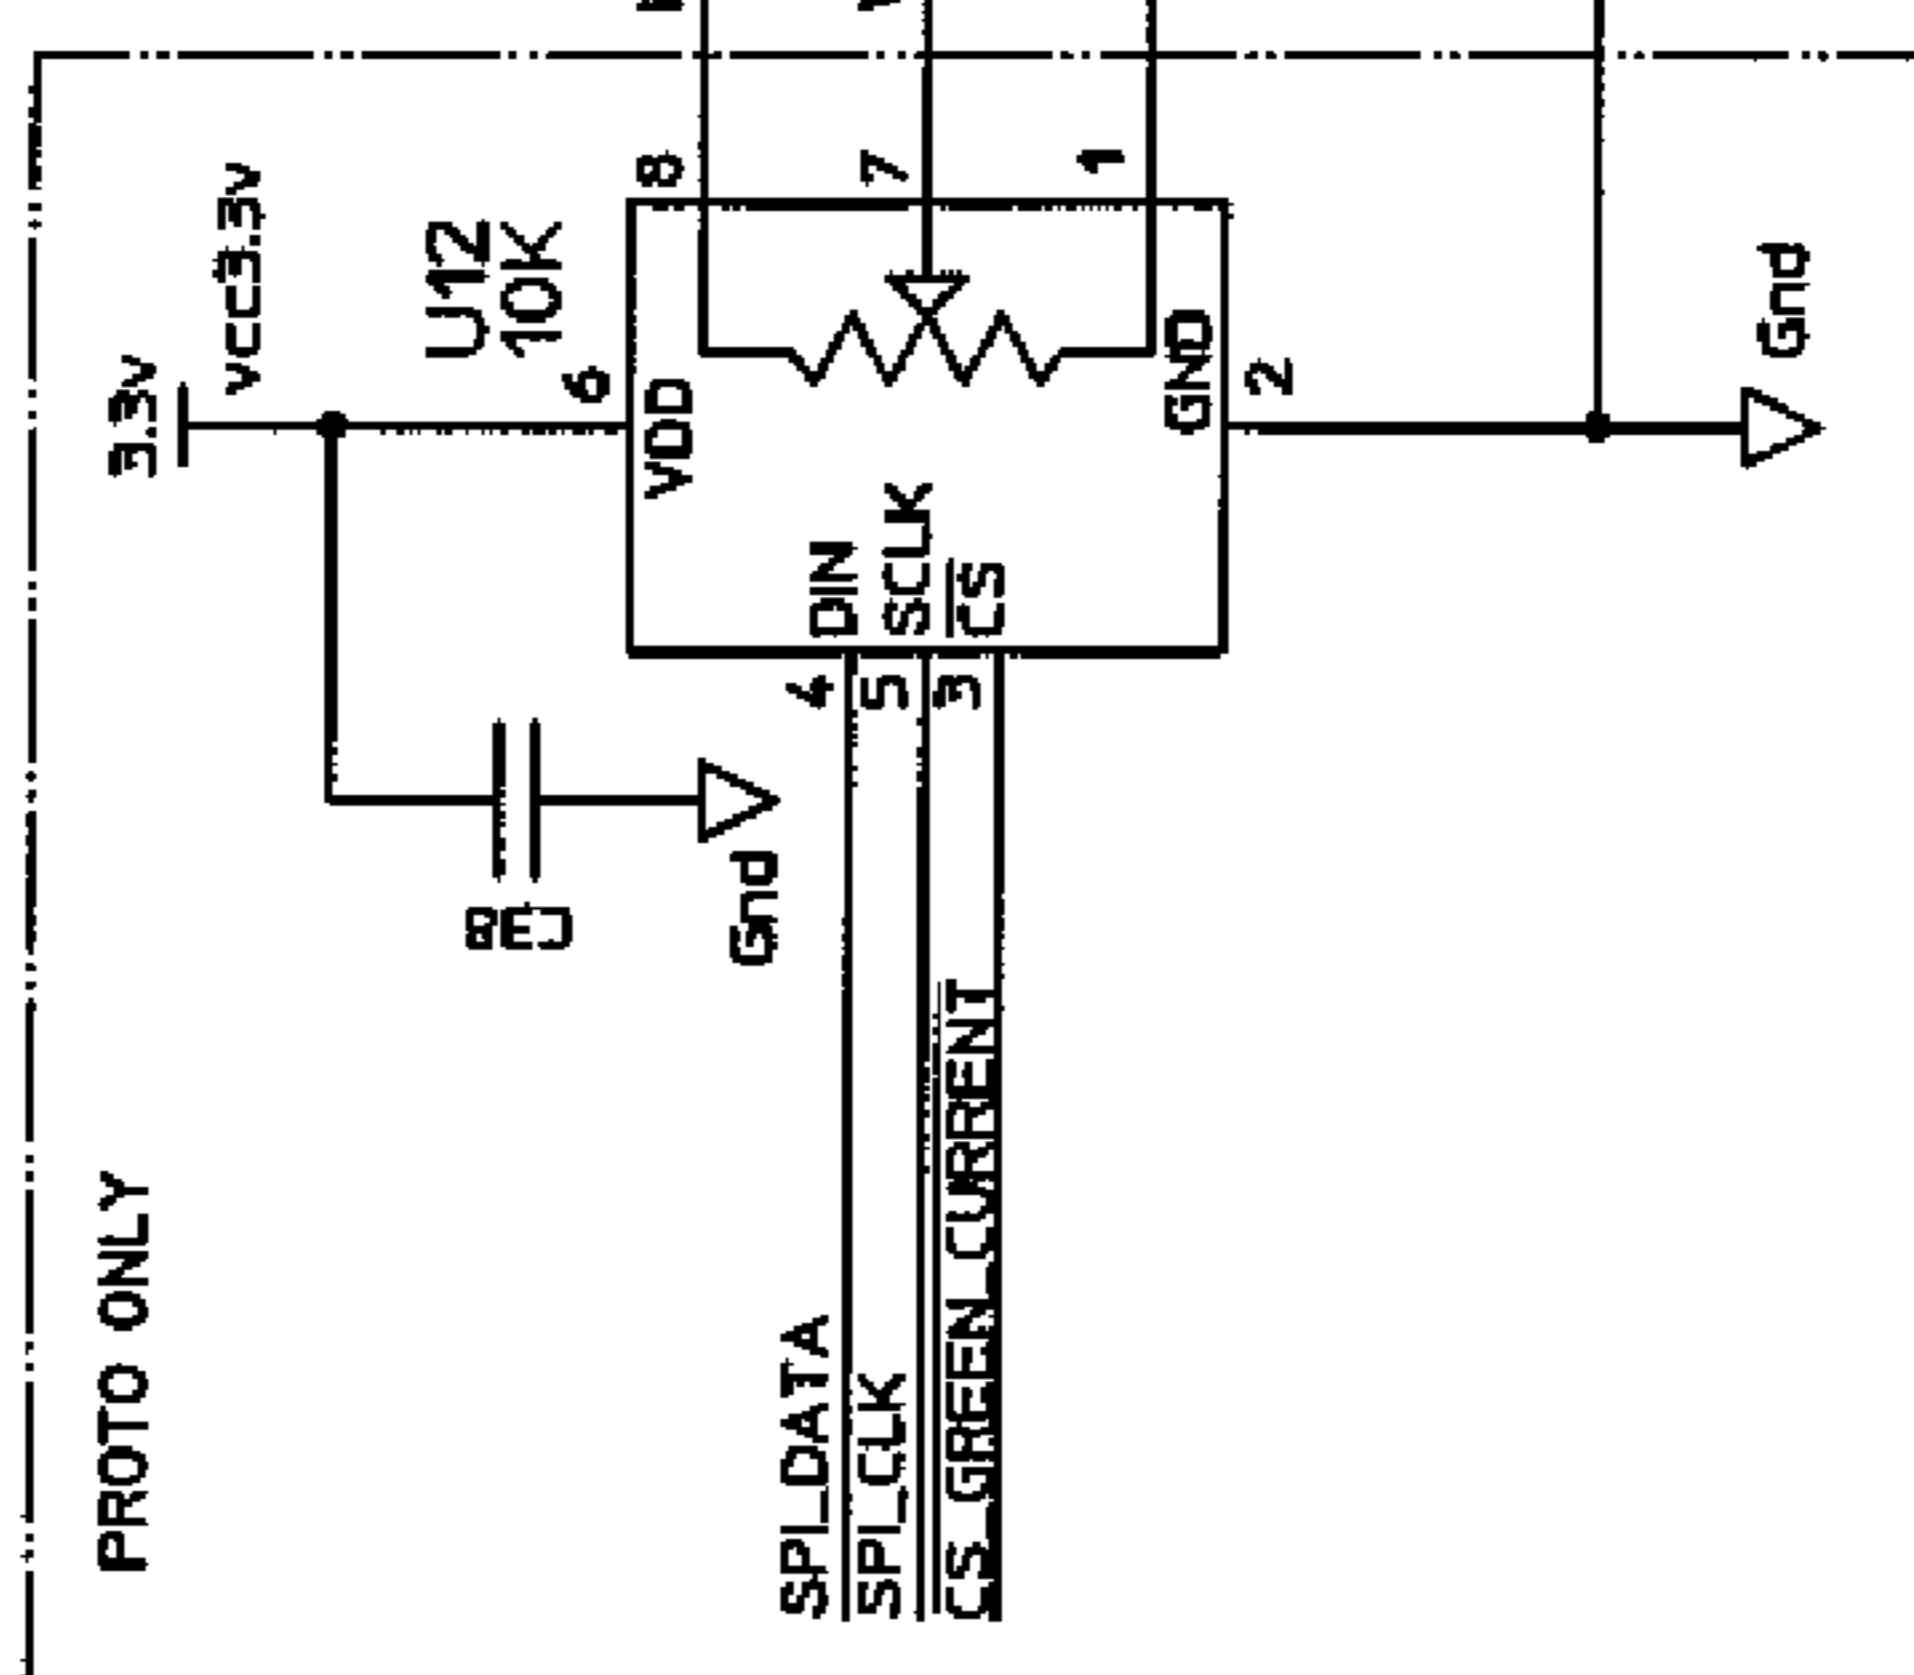 3.3v
vcc3.3v
U12
10K
8
7
1
6
VDD
GND
2
Gnd
DIN
SCLK
CS
4
5
3
C38
Gnd
PROTO ONLY
SPI_DATA
SPI_CLK
CS_GREEN_CURRENT